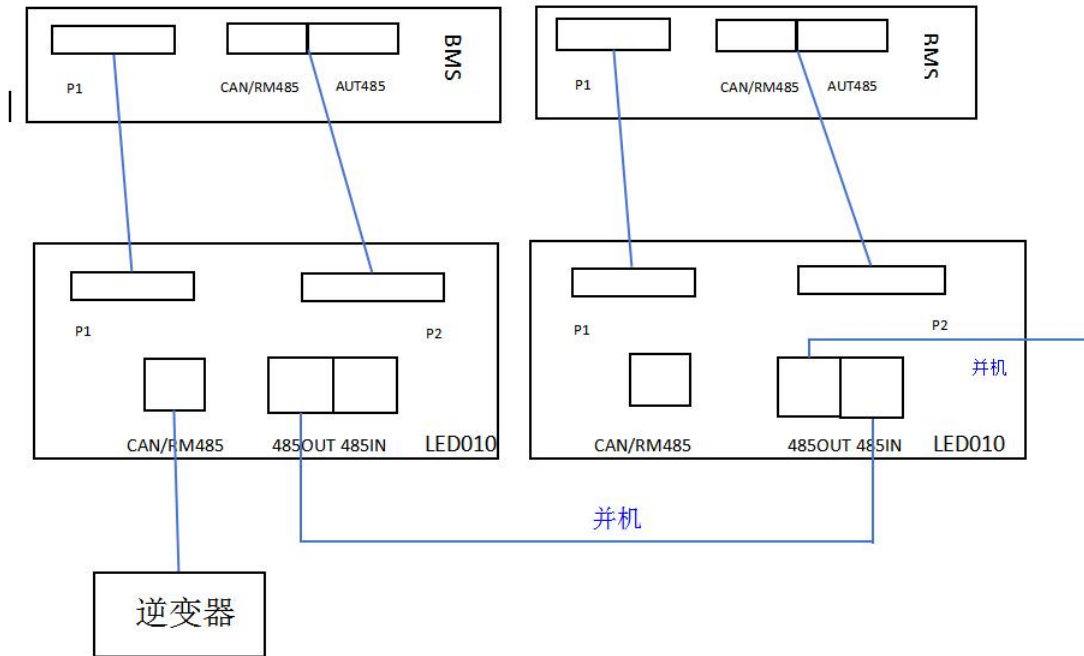 BMS
P1
CAN/RM485
AUT485
BMS
P1
CAN/RM485
AUT485
P1
P2
CAN/RM485
485OUT 485IN
LED010
P1
P2
并机
CAN/RM485
485OUT 485IN
LED010
并机
逆变器